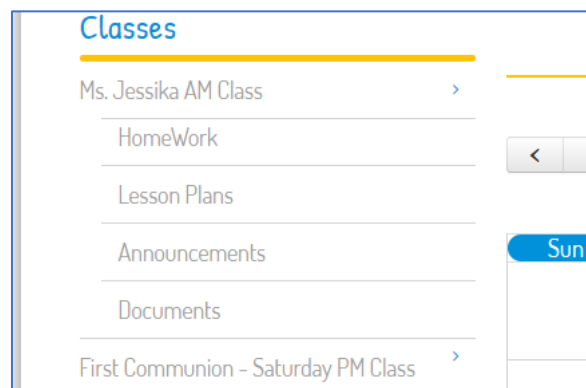 Classes
Ms. Jessika AM Class
HomeWork
Lesson Plans
Announcements
Documents
First Communion - Saturday PM Class
Sun